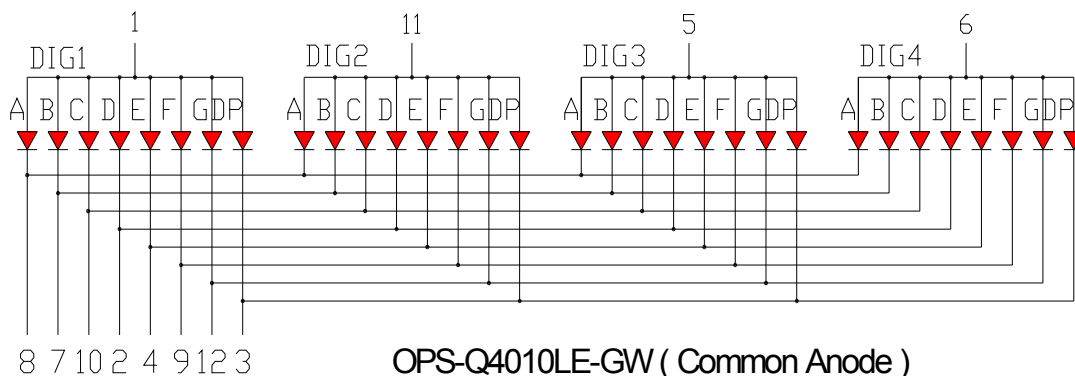 1 11 5 6
DIG1 DIG2 DIG3 DIG4
A B C D E F G DP A B C D E F G DP A B C D E F G DP A B C D E F G DP
8 7 10 2 4 9 12 3
OPS-Q4010LE-GW ( Common Anode )